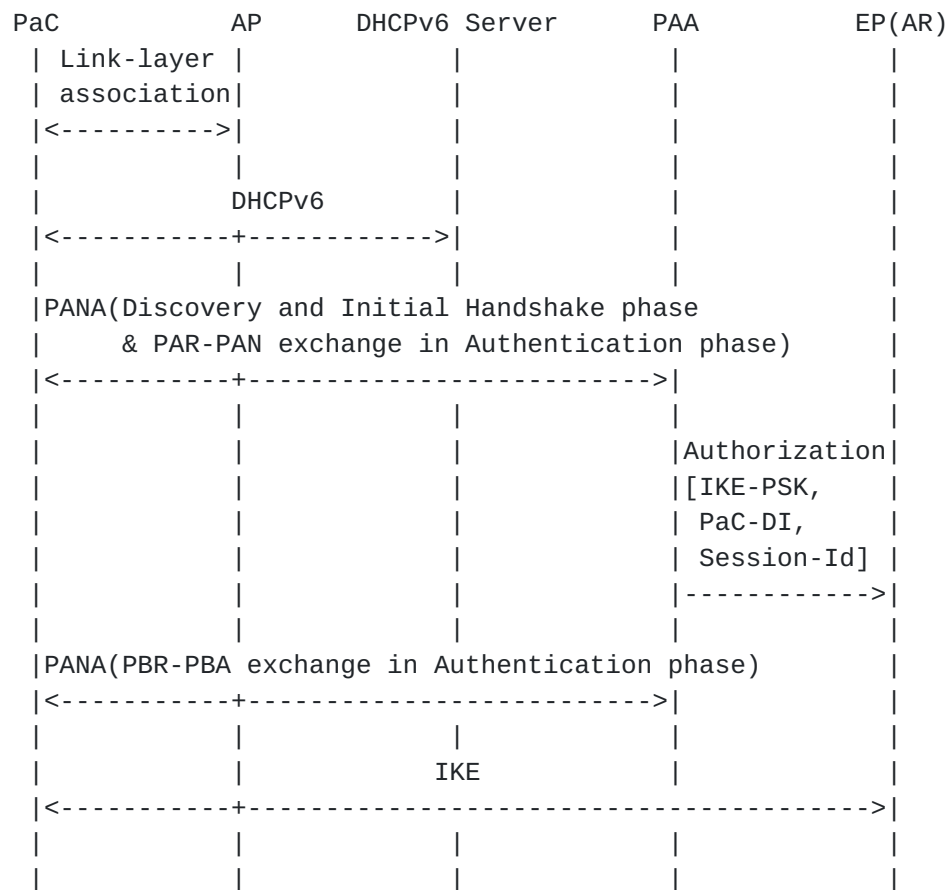 PaC AP DHCPv6 Server PAA EP(AR)
| Link-layer | | | |
| association| | | |
|<---------->| | | |
| | | | |
| DHCPv6 | | |
|<-----------+------------>| | |
| | | | |
|PANA(Discovery and Initial Handshake phase |
| & PAR-PAN exchange in Authentication phase) |
|<-----------+-------------------------->| |
| | | | |
| | | |Authorization|
| | | |[IKE-PSK, |
| | | | PaC-DI, |
| | | | Session-Id] |
| | | |------------>|
| | | | |
|PANA(PBR-PBA exchange in Authentication phase) |
|<-----------+-------------------------->| |
| | | | |
| | IKE | |
|<-----------+--------------------------------------->|
| | | | |
| | | | |